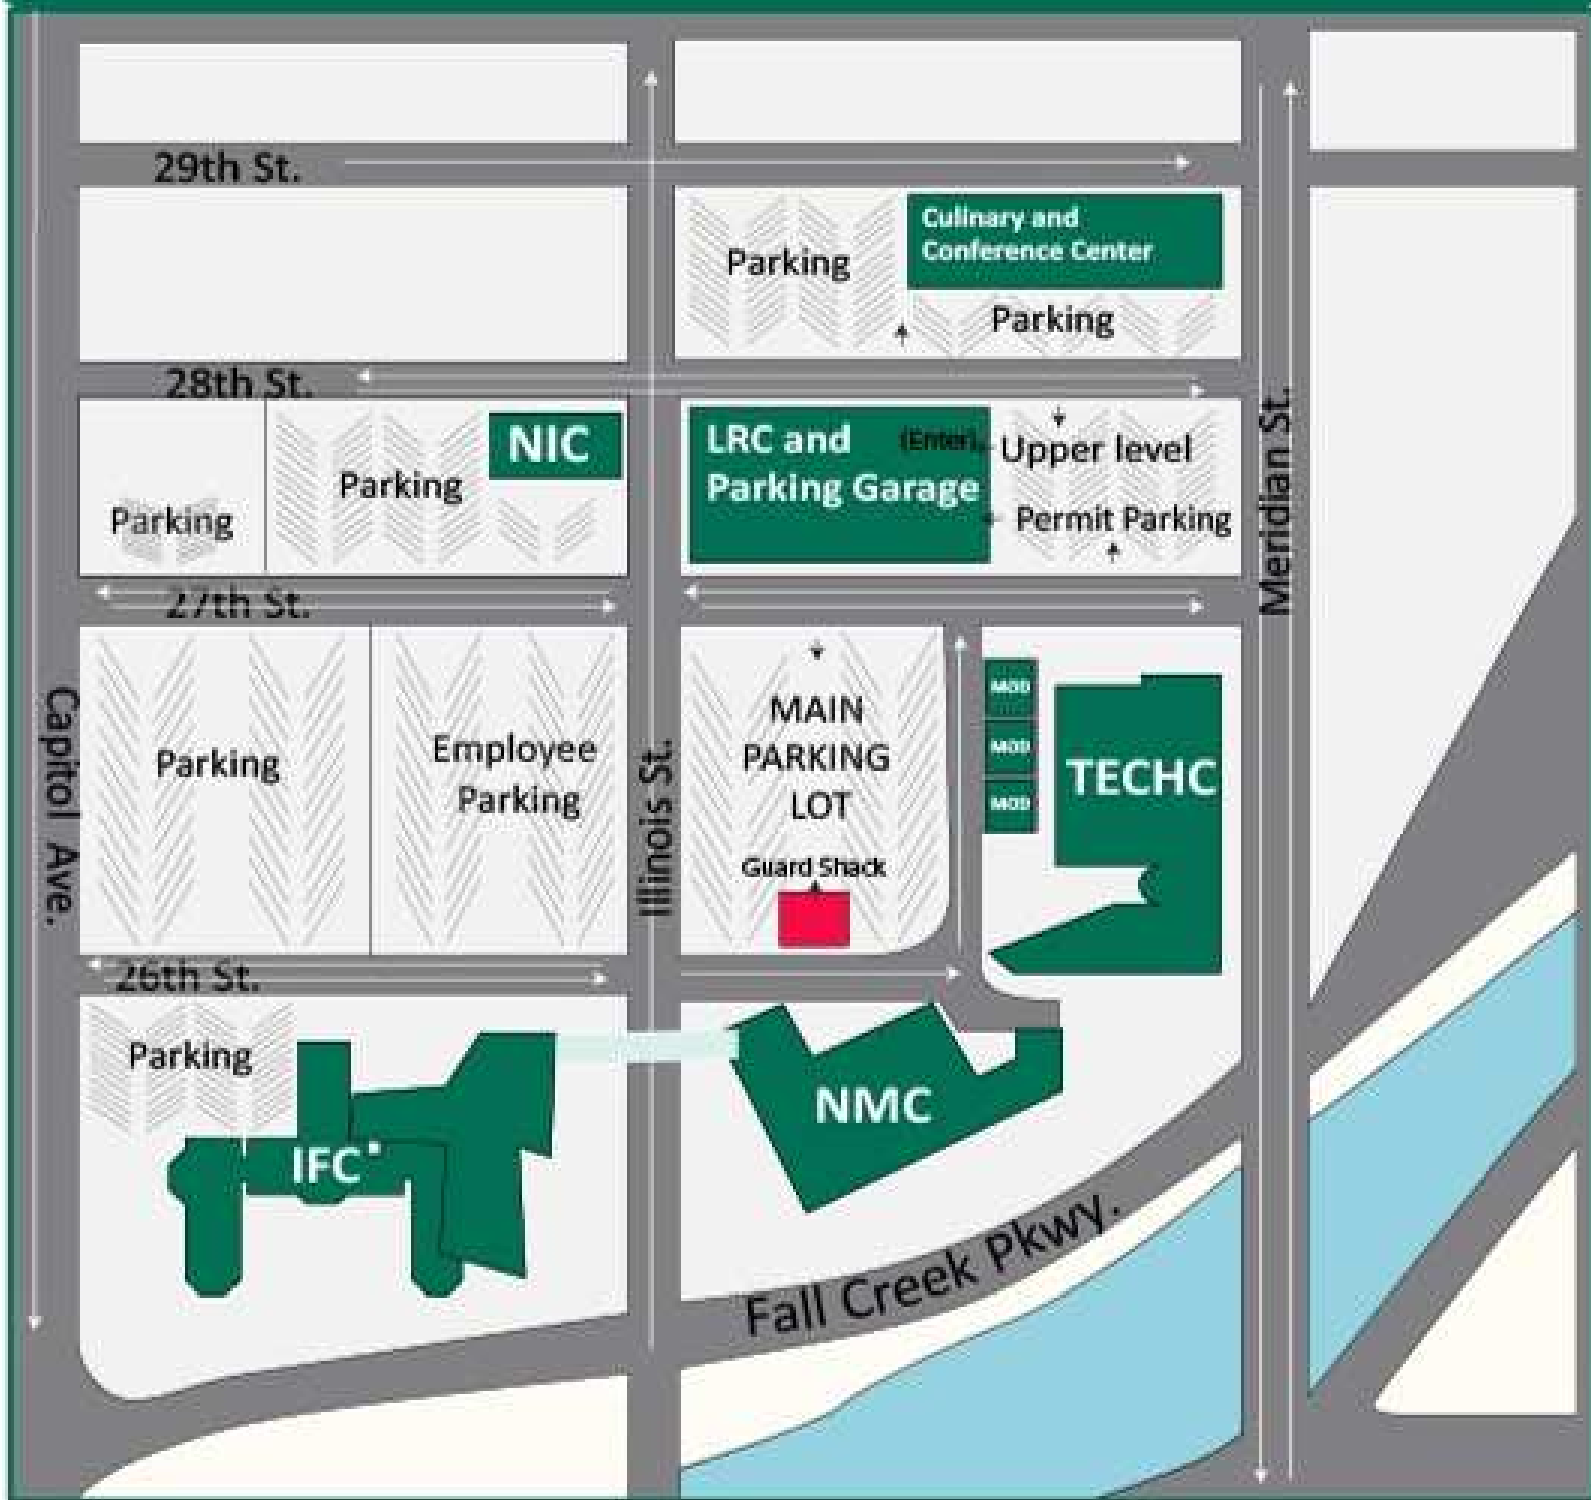 29th St.
Culinary and
Conference Center
Parking
Parking
28th St.
NIC
Parking
Parking
LRC and
Parking Garage
(Enter)
Upper level
Permit Parking
Meridian St.
27th St.
Capitol Ave.
Parking
Employee
Parking
Illinois St.
MAIN
PARKING
LOT
Guard Shack
MOD
MOD
MOD
TECHC
26th St.
Parking
IFC
NMC
Fall Creek Pkwy.